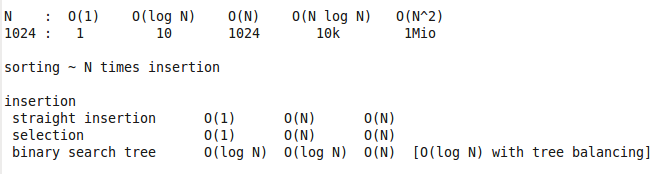 N    :  O(1)    O(log N)    O(N)    O(N log N)   O(N^2)
1024 :   1         10       1024       10k        1Mio
sorting ~ N times insertion
insertion
 straight insertion      O(1)      O(N)      O(N)
 selection               O(1)      O(N)      O(N)
 binary search tree      O(log N)  O(log N)  O(N)  [O(log N) with tree balancing]